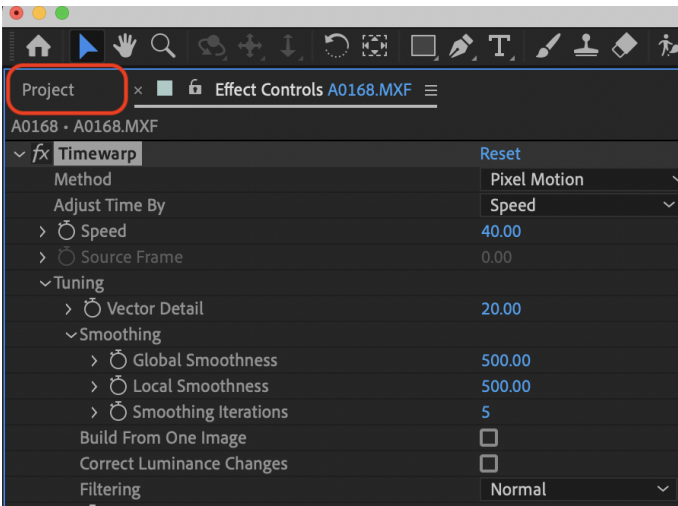 Project × Effect Controls A0168.MXF
A0168 • A0168.MXF
fx Timewarp Reset
Method Pixel Motion
Adjust Time By Speed
Speed 40.00
Source Frame 0.00
Tuning
Vector Detail 20.00
Smoothing
Global Smoothness 500.00
Local Smoothness 500.00
Smoothing Iterations 5
Build From One Image
Correct Luminance Changes
Filtering Normal